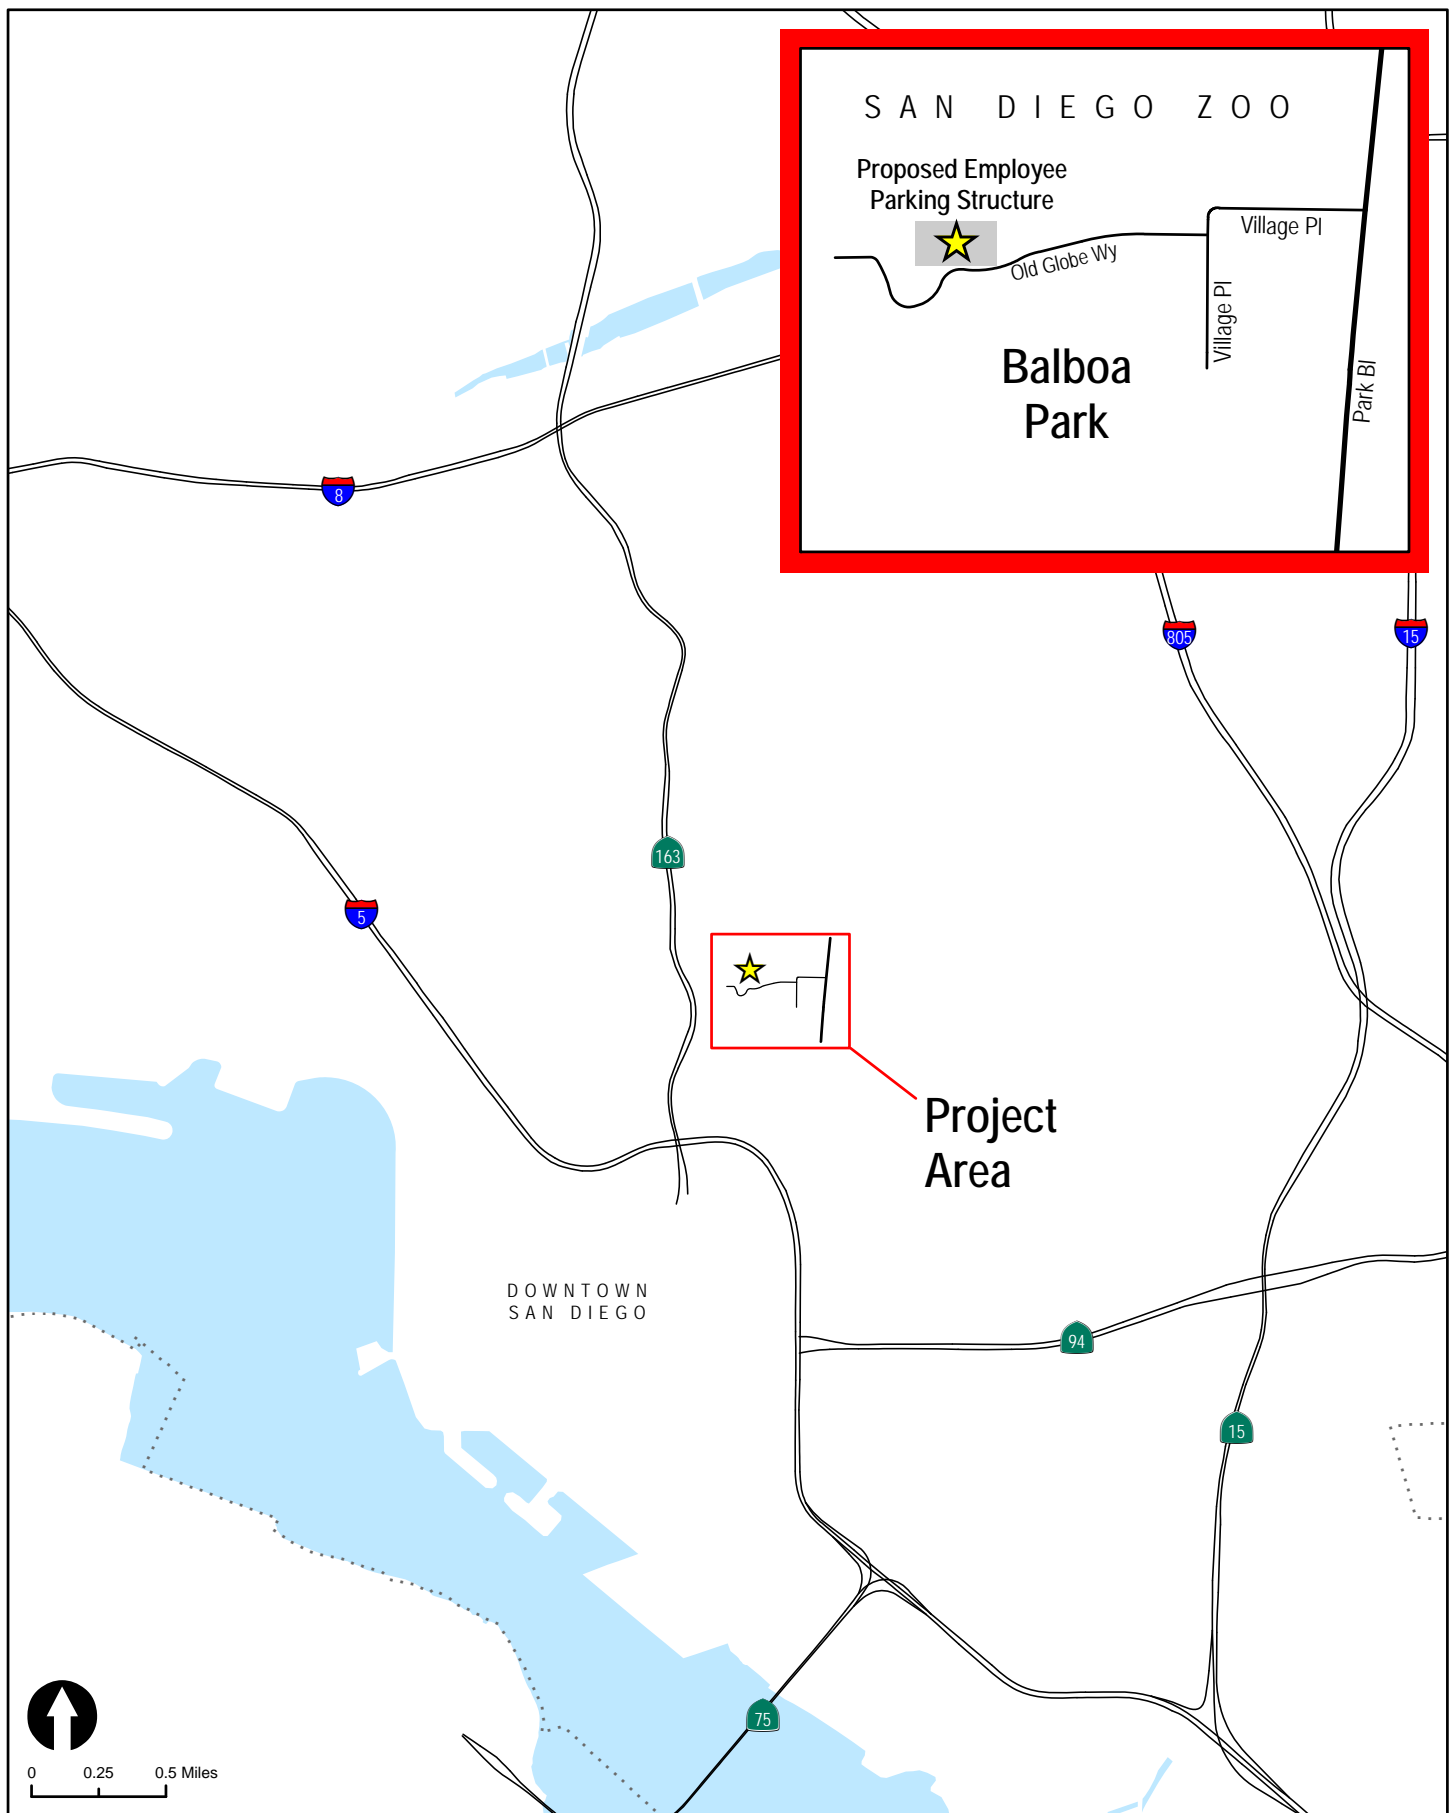 SAN DIEGO ZOO
Proposed Employee
Parking Structure
Village Pl
Old Globe Wy
Village Pl
Balboa
Park
Park Bl
8
805
15
163
5
Project
Area
DOWNTOWN
SAN DIEGO
94
15
75
0 0.25 0.5 Miles